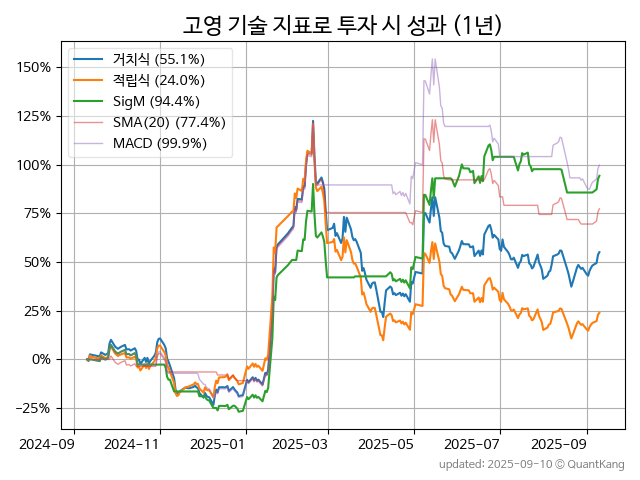 고영 기술 지표로 투자 시 성과 (1년)
거치식 (55.1%)
적립식 (24.0%)
SigM (94.4%)
SMA(20) (77.4%)
MACD (99.9%)
150%
125%
100%
75%
50%
25%
0%
−25%
2024-09 2024-11 2025-01 2025-03 2025-05 2025-07 2025-09
updated: 2025-09-10 © QuantKang